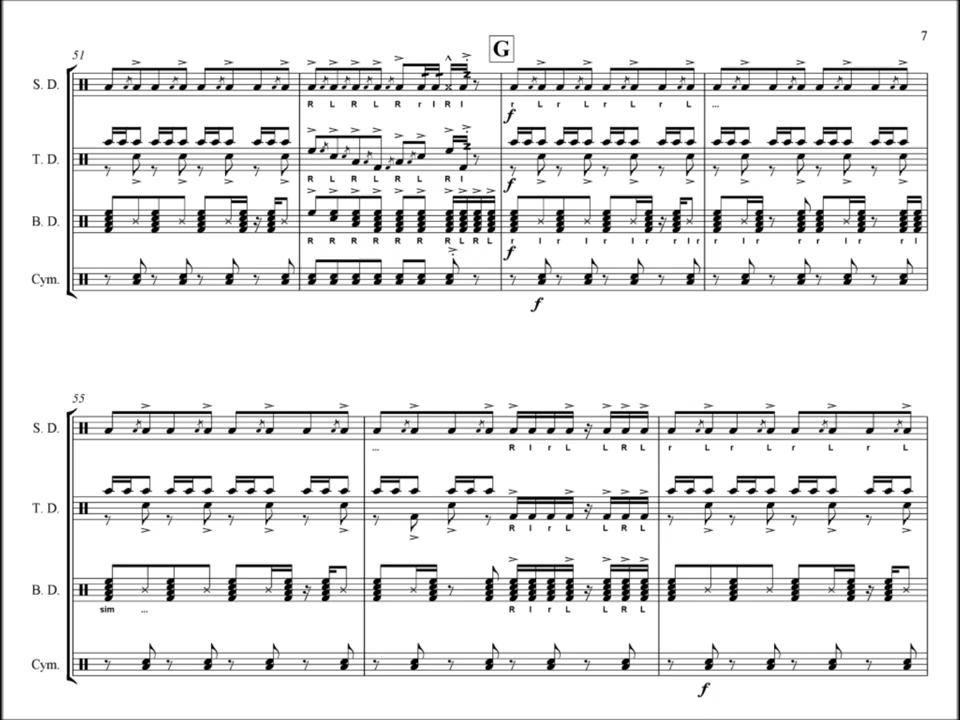 7
51
G
S. D.
R L R L R r l R l r L r L r L r L ...
f
T. D.
R L R L R L R l
f
B. D.
R R R R R R R L R L r l r l r l r r l r r l r r r l r r l
f
Cym.
f
55
S. D.
... R l r L L R L r L r L r L r L
T. D.
R l r L L R L
B. D.
sim ... R l r L L R L
Cym.
f